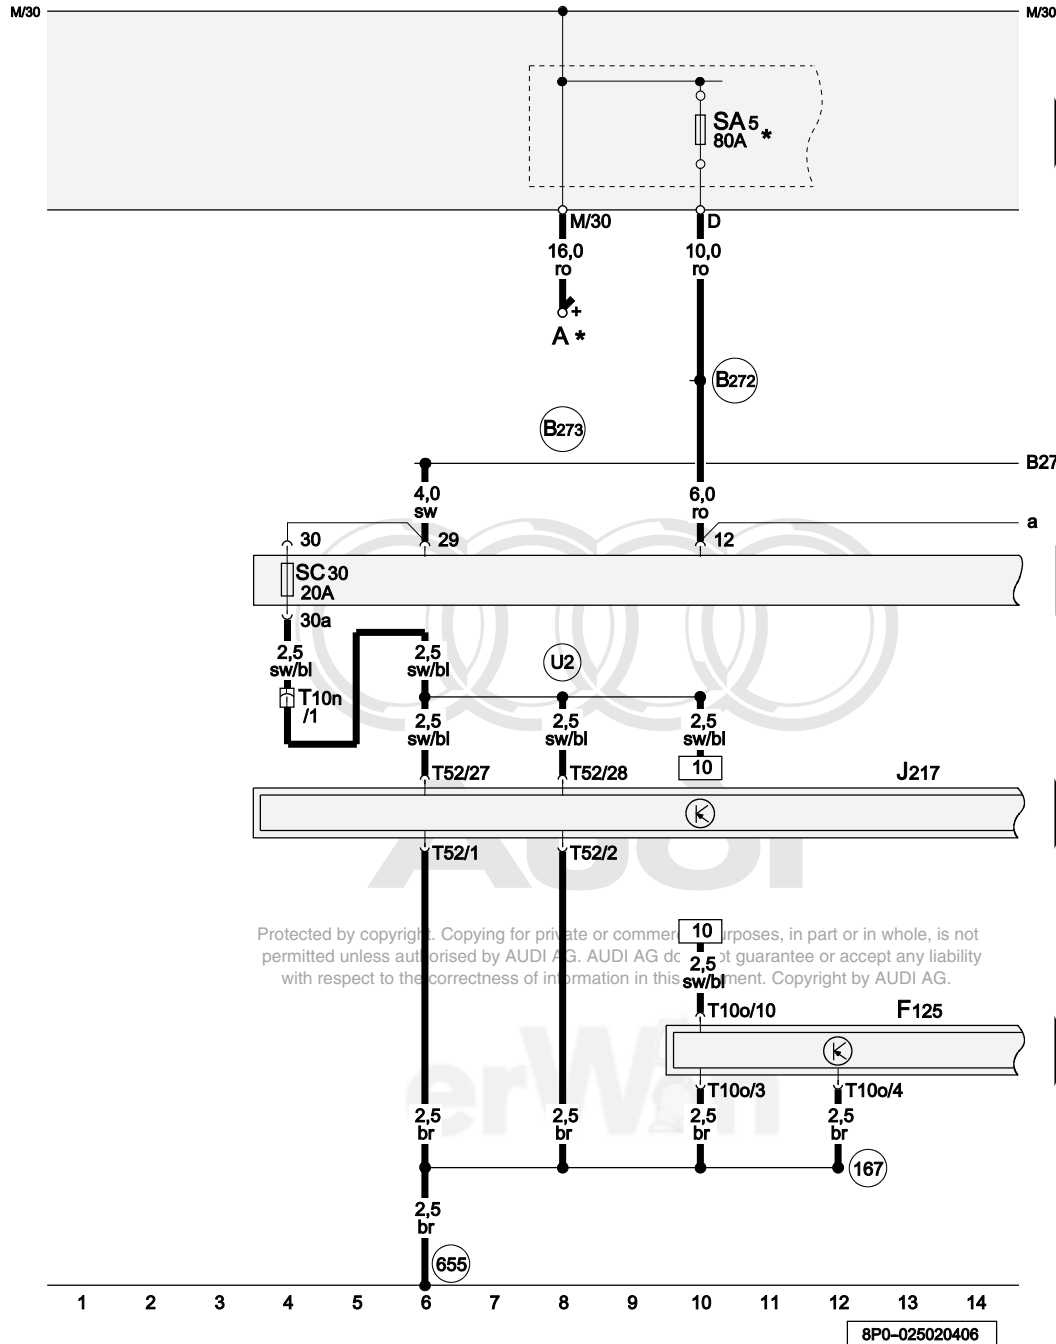 M/30 M/30
SA5
80A *
M/30 D
16,0 10,0
ro ro
+
A *
B272
B273
B27
4,0 6,0
sw ro
a
30 29 12
SC30
20A
30a
2,5 2,5
sw/bl sw/bl
U2
T10n
/1
2,5 2,5 2,5
sw/bl sw/bl sw/bl
T52/27 T52/28 10 J217
T52/1 T52/2
Audi
Protected by copyright. Copying for private or commercial purposes, in part or in whole, is not
permitted unless authorised by AUDI AG. AUDI AG does not guarantee or accept any liability
with respect to the correctness of information in this document. Copyright by AUDI AG.
10
2,5
sw/bl
T10o/10 F125
erWin
T10o/3 T10o/4
2,5 2,5 2,5 2,5
br br br br
167
2,5
br
655
1 2 3 4 5 6 7 8 9 10 11 12 13 14
8P0-025020406